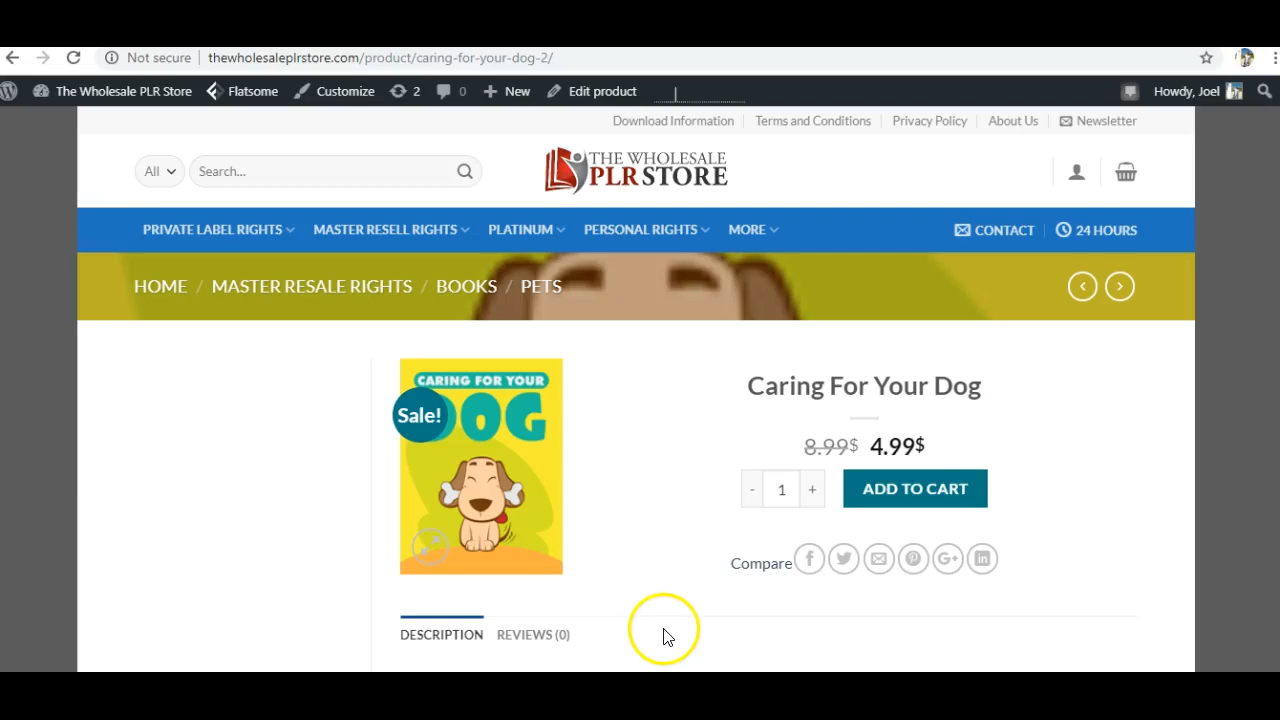 Not secure | thewholesaleplrstore.com/product/caring-for-your-dog-2/
The Wholesale PLR Store Flatsome Customize 2 0 New Edit product Howdy, Joel
Download Information Terms and Conditions Privacy Policy About Us Newsletter
All Search... THE WHOLESALE
PLR STORE
PRIVATE LABEL RIGHTS MASTER RESELL RIGHTS PLATINUM PERSONAL RIGHTS MORE CONTACT 24 HOURS
HOME / MASTER RESALE RIGHTS / BOOKS / PETS
CARING FOR YOUR
DOG
Sale!
Caring For Your Dog
8.99$ 4.99$
- 1 + ADD TO CART
Compare f G+ in
DESCRIPTION REVIEWS (0)